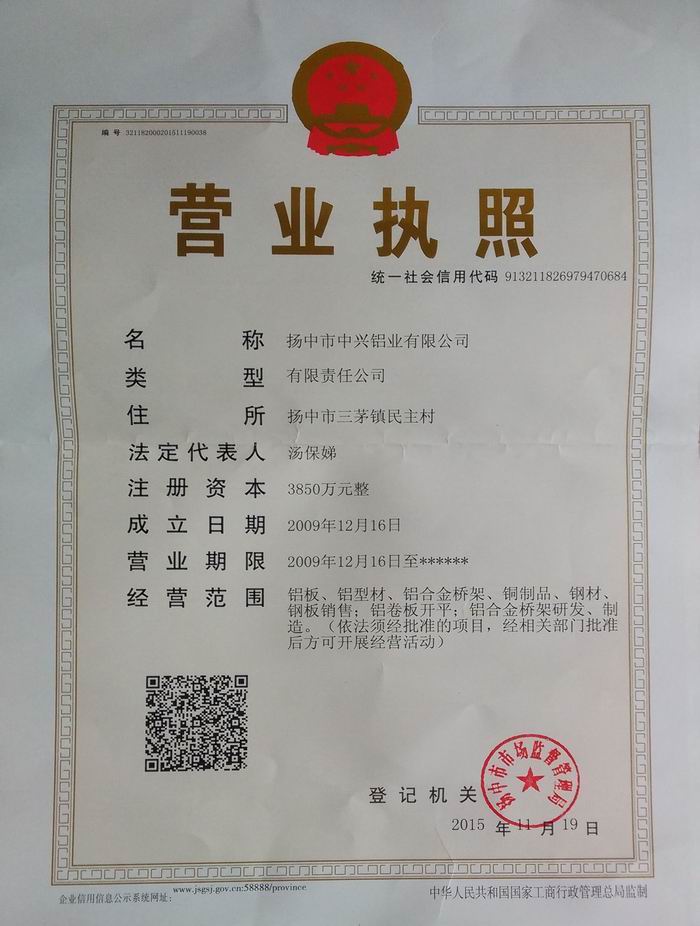 编 号 321182000201511190038
营业执照
统一社会信用代码 913211826979470684
名称 扬中市中兴铝业有限公司
类型 有限责任公司
住所 扬中市三茅镇民主村
法定代表人 汤保娣
注册资本 3850万元整
成立日期 2009年12月16日
营业期限 2009年12月16日至******
经营范围 铝板、铝型材、铝合金桥架、铜制品、钢材、
钢板销售；铝卷板开平；铝合金桥架研发、制
造。（依法须经批准的项目，经相关部门批准
后方可开展经营活动）
扬中市市场监督管理局
登记机关
2015 年 11 月 19 日
企业信用信息公示系统网址： www.jsgsj.gov.cn:58888/province
中华人民共和国国家工商行政管理总局监制